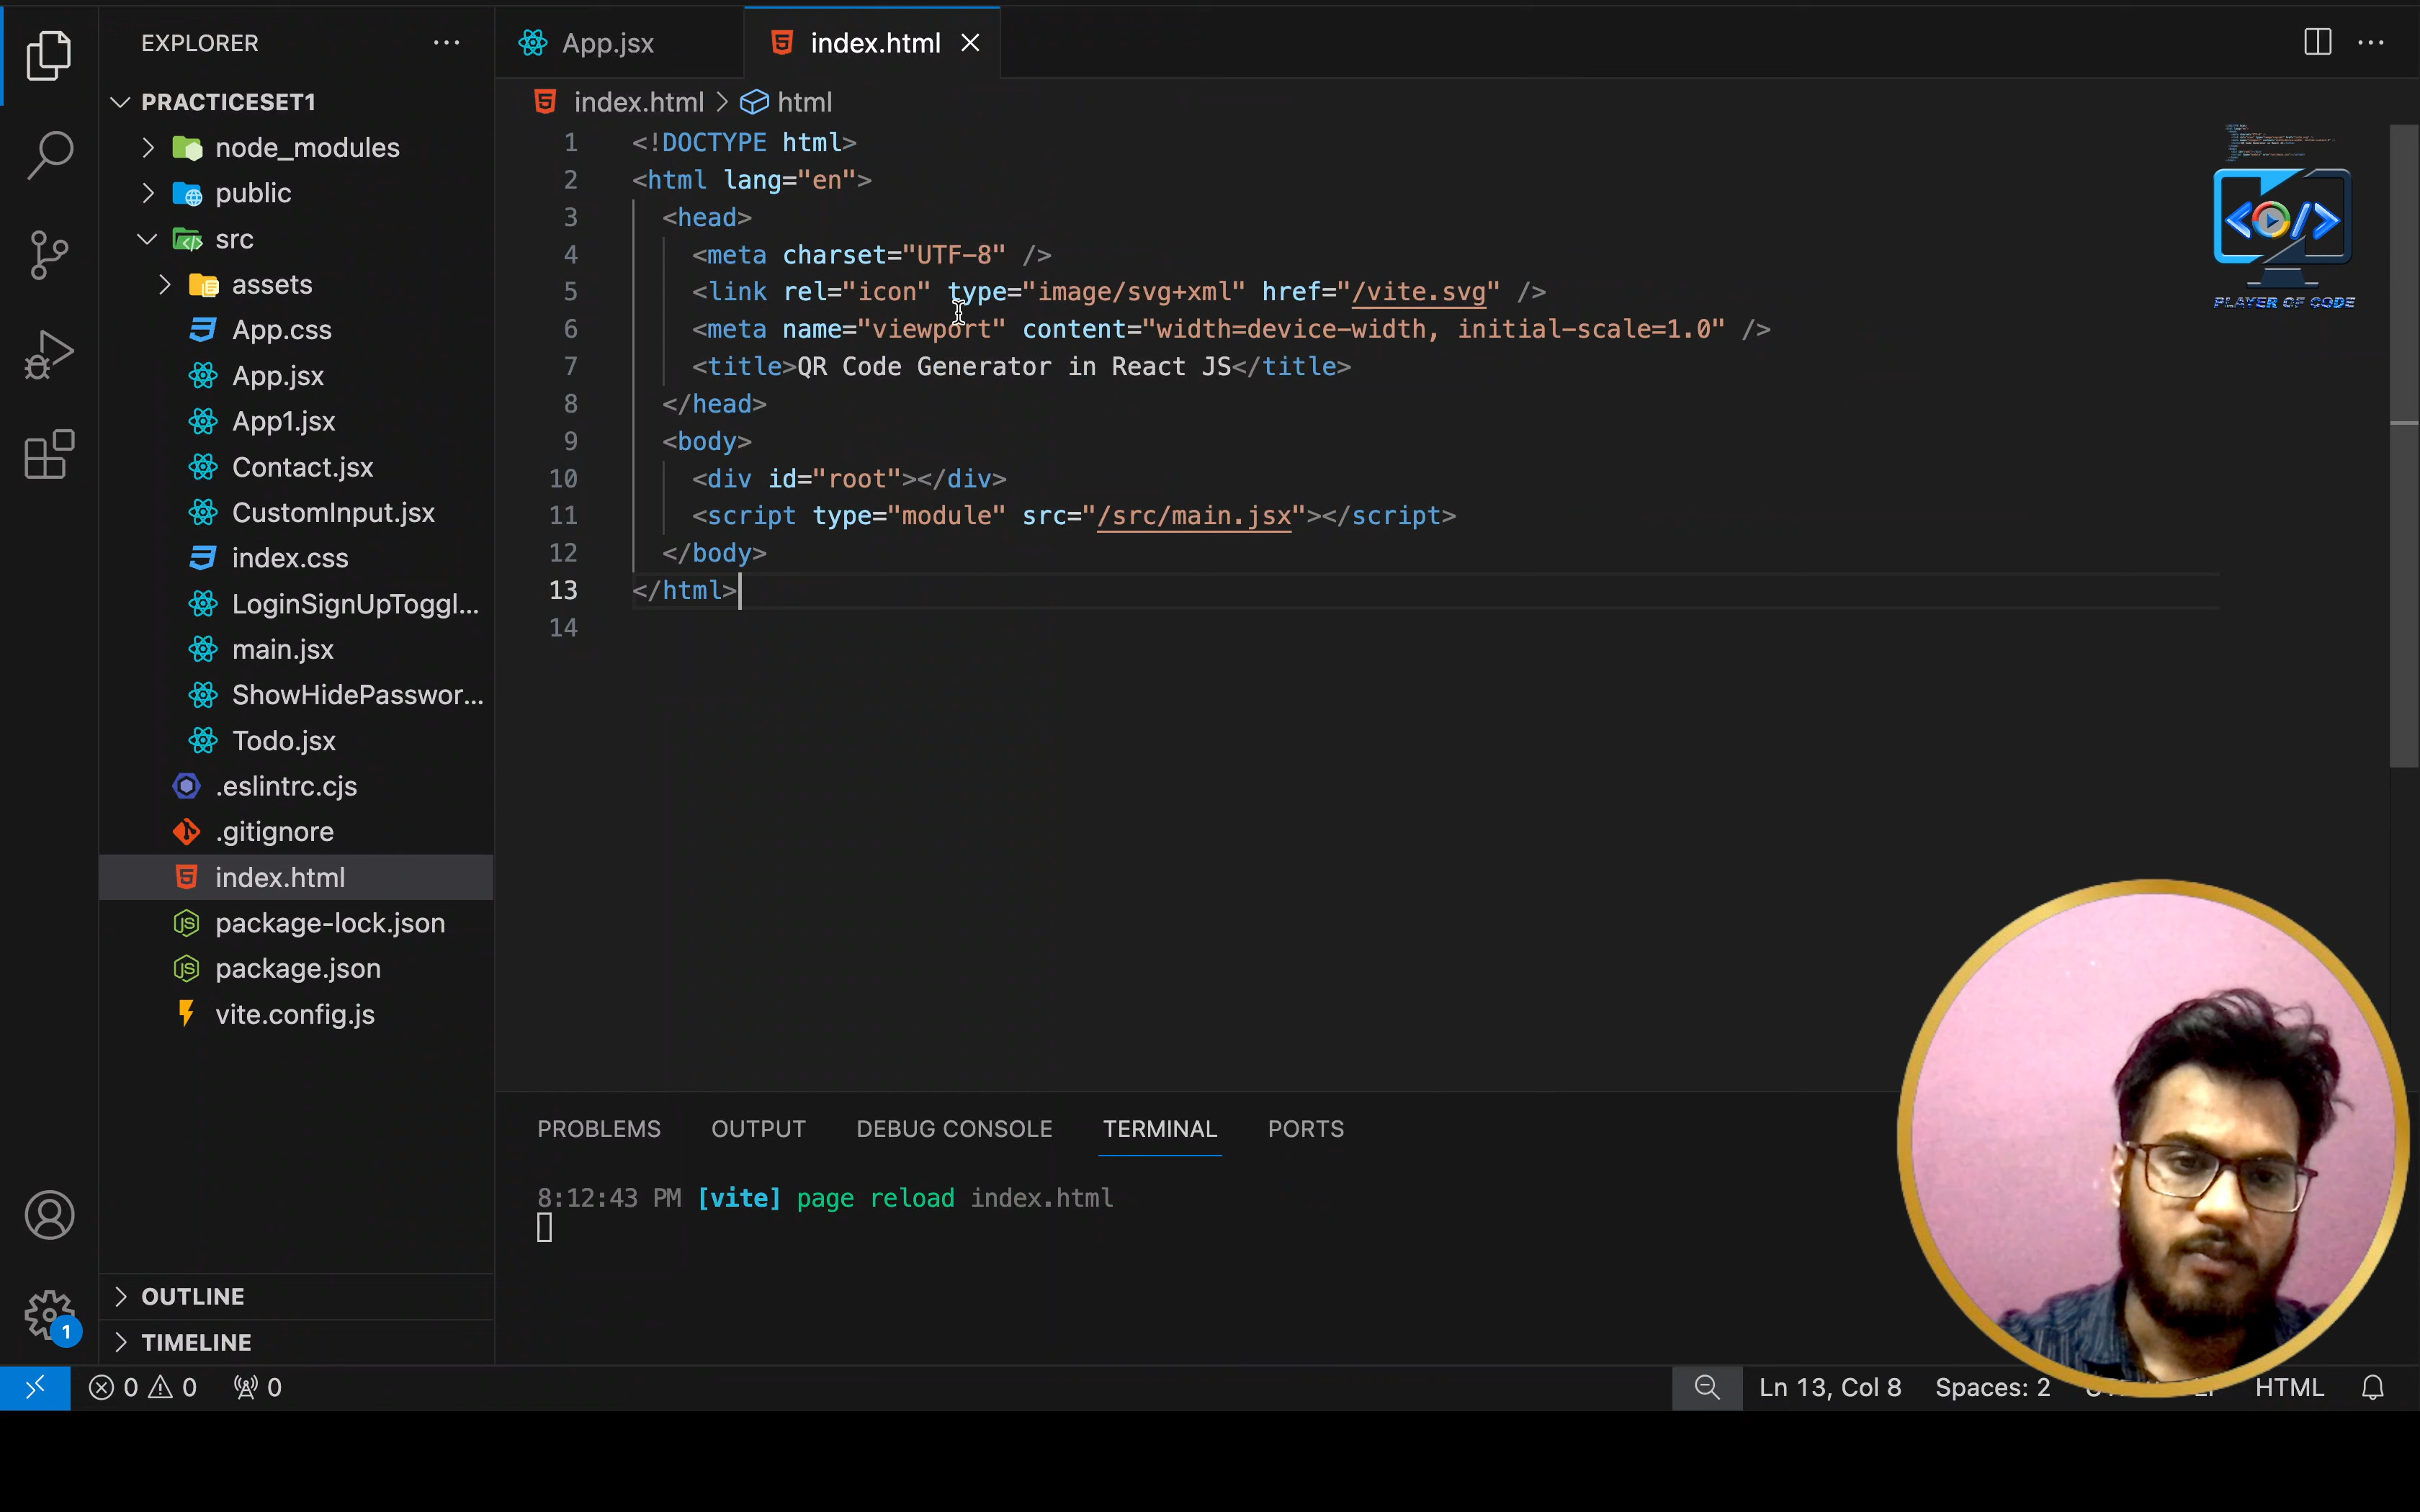 EXPLORER
PRACTICESET1
node_modules
public
src
assets
App.css
App.jsx
App1.jsx
Contact.jsx
CustomInput.jsx
index.css
LoginSignUpToggl...
main.jsx
ShowHidePasswor...
Todo.jsx
.eslintrc.cjs
.gitignore
index.html
package-lock.json
package.json
vite.config.js
OUTLINE
TIMELINE
App.jsx
index.html
index.html > html
1 <!DOCTYPE html>
2 <html lang="en">
3 <head>
4 <meta charset="UTF-8" />
5 <link rel="icon" type="image/svg+xml" href="/vite.svg" />
6 <meta name="viewport" content="width=device-width, initial-scale=1.0" />
7 <title>QR Code Generator in React JS</title>
8 </head>
9 <body>
10 <div id="root"></div>
11 <script type="module" src="/src/main.jsx"></script>
12 </body>
13 </html>
14
PLAYER OF CODE
PROBLEMS OUTPUT DEBUG CONSOLE TERMINAL PORTS
8:12:43 PM [vite] page reload index.html
1
0 0 0 Ln 13, Col 8 Spaces: 2 HTML